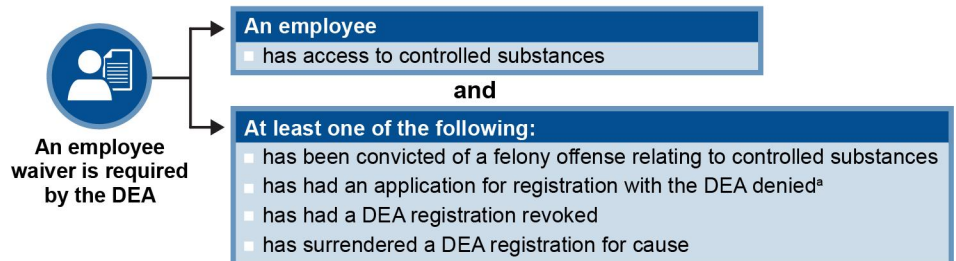 An employee
has access to controlled substances
and
An employee
waiver is required
by the DEA
At least one of the following:
has been convicted of a felony offense relating to controlled substances
has had an application for registration with the DEA deniedᵃ
has had a DEA registration revoked
has surrendered a DEA registration for cause